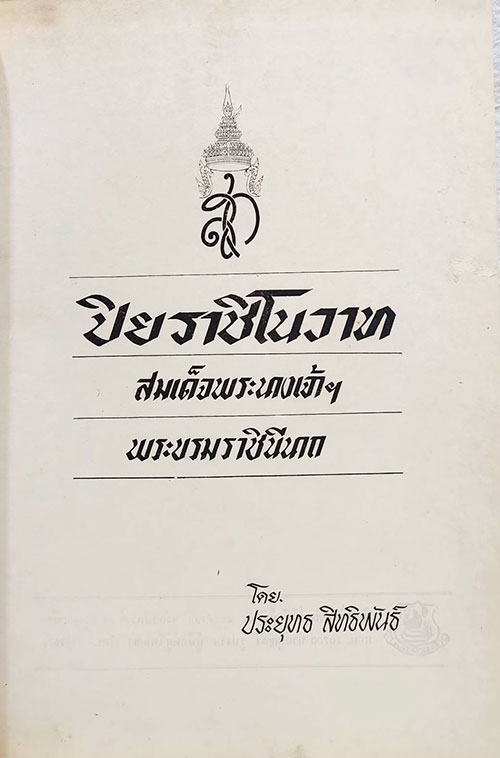 ส
ปิยราชินีโนวาท
สมเด็จพระนางเจ้าฯ
พระบรมราชินีนาถ
โดย.
ประยุทธ สิทธิพันธ์